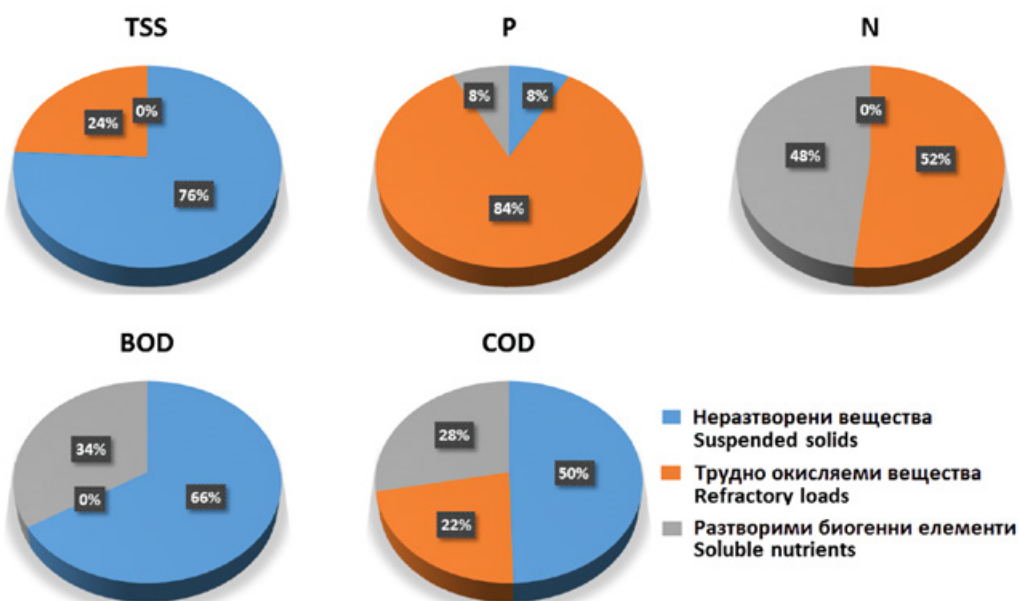 TSS
P
N
24%
0%
76%
8%
8%
84%
0%
48%
52%
BOD
COD
34%
0%
66%
28%
50%
22%
Неразтворени вещества
Suspended solids
Трудно окисляеми вещества
Refractory loads
Разтворими биогенни елементи
Soluble nutrients